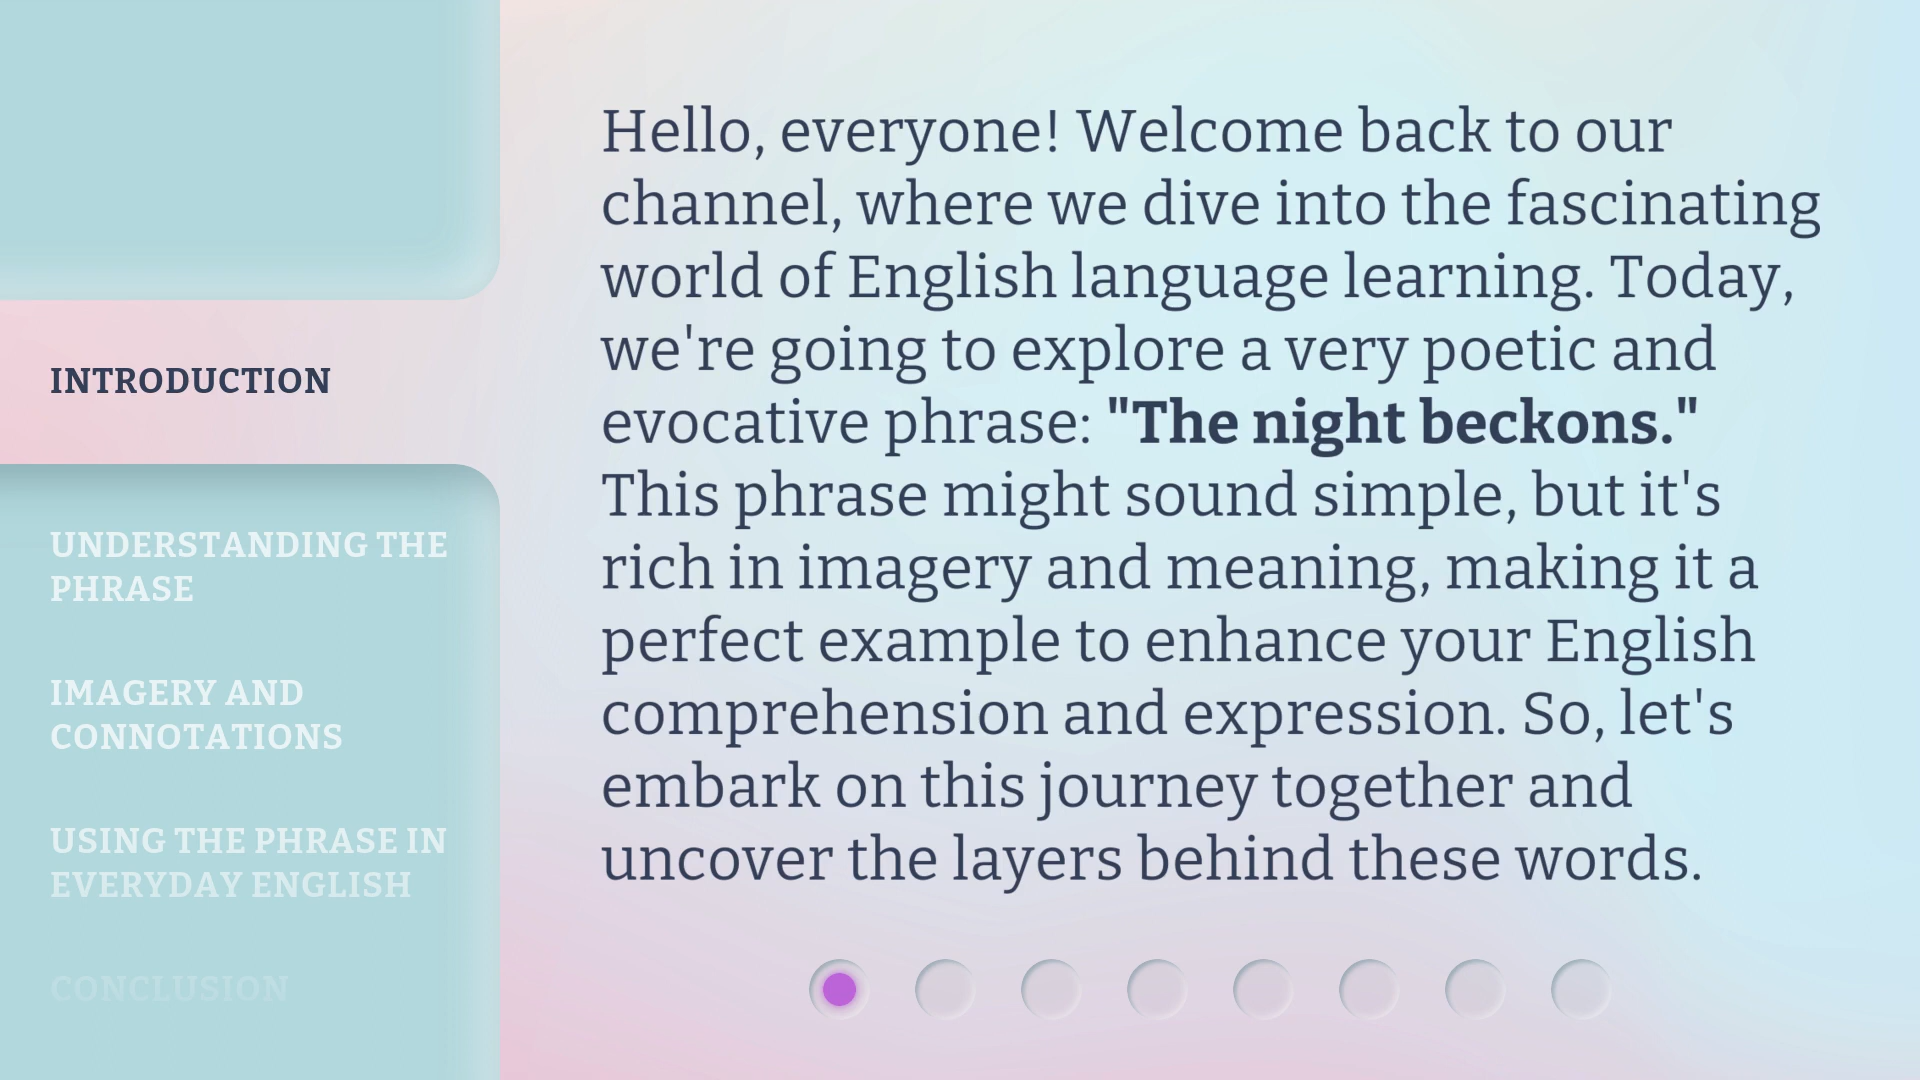 INTRODUCTION
UNDERSTANDING THE
PHRASE
IMAGERY AND
CONNOTATIONS
USING THE PHRASE IN
EVERYDAY ENGLISH
CONCLUSION
Hello, everyone! Welcome back to our
channel, where we dive into the fascinating
world of English language learning. Today,
we're going to explore a very poetic and
evocative phrase: "The night beckons."
This phrase might sound simple, but it's
rich in imagery and meaning, making it a
perfect example to enhance your English
comprehension and expression. So, let's
embark on this journey together and
uncover the layers behind these words.